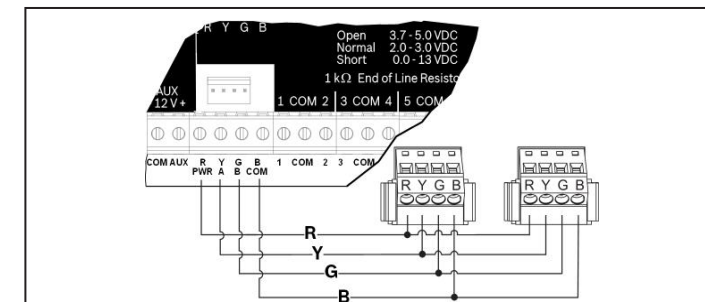 R Y G B
Open 3.7 - 5.0 VDC
Normal 2.0 - 3.0 VDC
Short 0.0 - 13 VDC
1 kΩ End of Line Resisto
AUX
12 V +
1 COM 2 3 COM 4 5 COM
COM AUX R Y G B 1 COM 2 3 COM
PWR A B COM
R Y G B R Y G B
R
Y
G
B